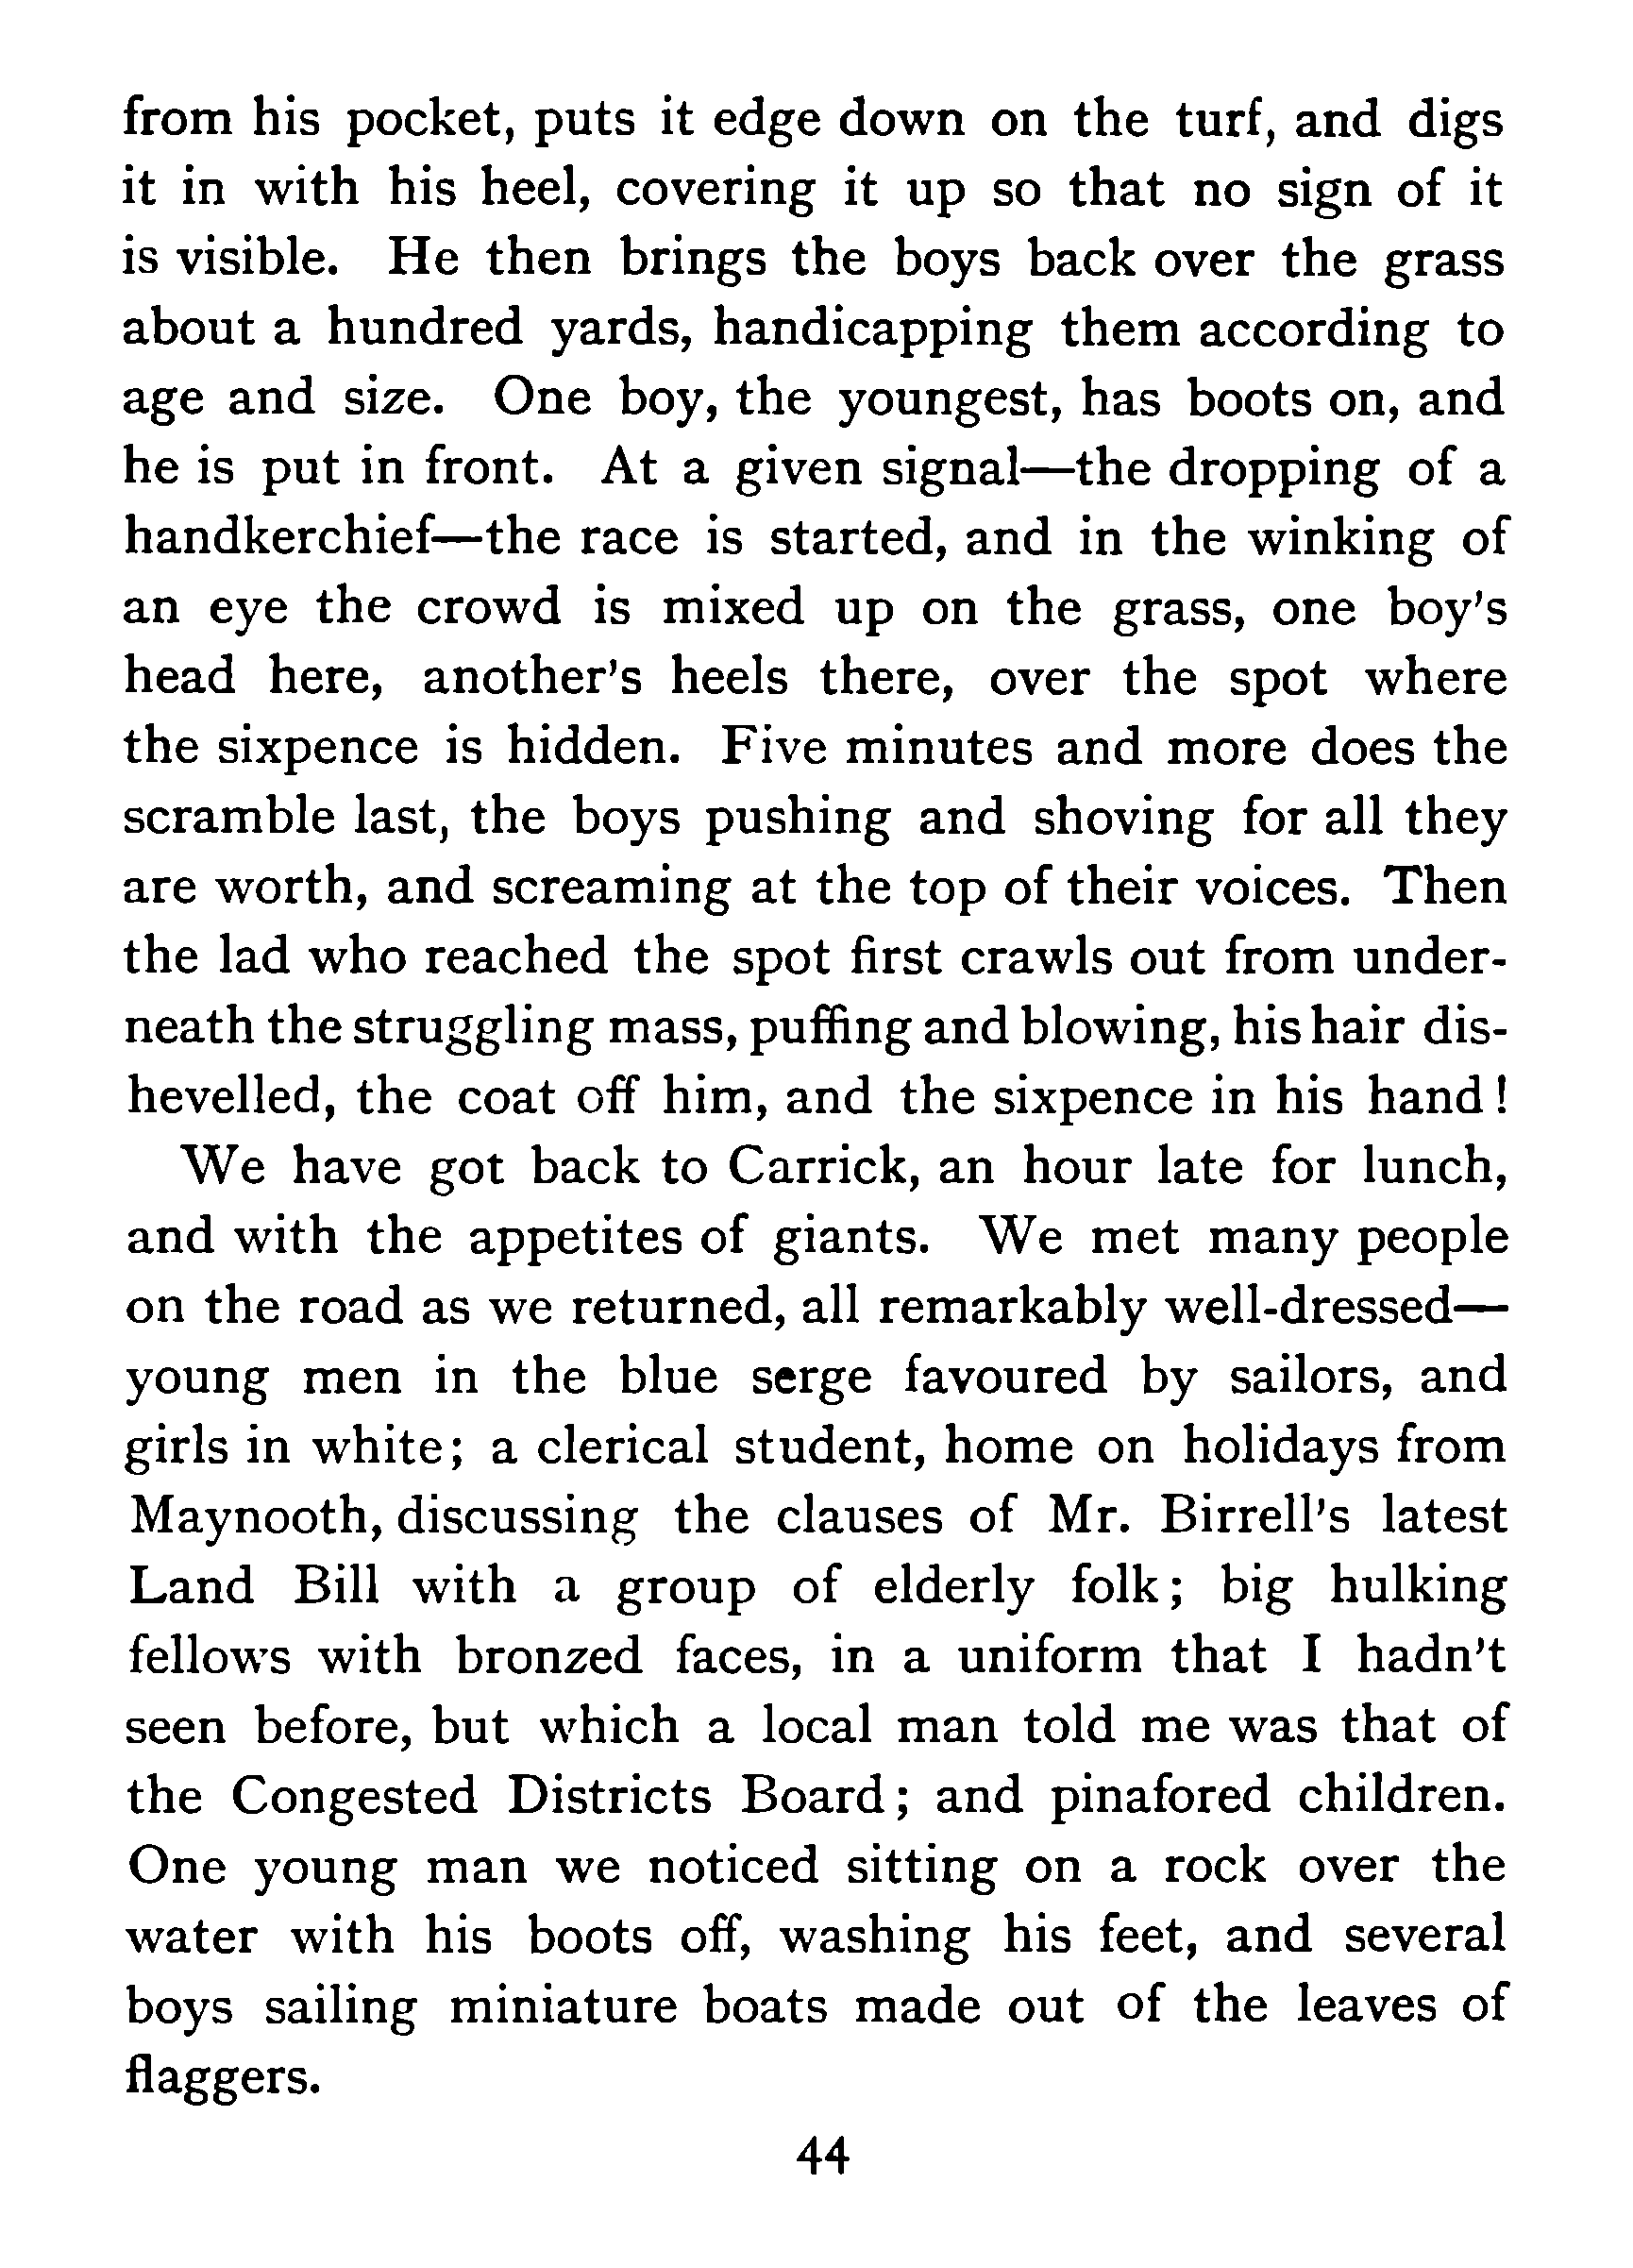 from his pocket, puts it edge down on the turf, and digs
it in with his heel, covering it up so that no sign of it
is visible. He then brings the boys back over the grass
about a hundred yards, handicapping them according to
age and size. One boy, the youngest, has boots on, and
he is put in front. At a given signal—the dropping of a
handkerchief—the race is started, and in the winking of
an eye the crowd is mixed up on the grass, one boy's
head here, another's heels there, over the spot where
the sixpence is hidden. Five minutes and more does the
scramble last, the boys pushing and shoving for all they
are worth, and screaming at the top of their voices. Then
the lad who reached the spot first crawls out from under-
neath the struggling mass, puffing and blowing, his hair dis-
hevelled, the coat off him, and the sixpence in his hand!
We have got back to Carrick, an hour late for lunch,
and with the appetites of giants. We met many people
on the road as we returned, all remarkably well-dressed—
young men in the blue serge favoured by sailors, and
girls in white; a clerical student, home on holidays from
Maynooth, discussing the clauses of Mr. Birrell's latest
Land Bill with a group of elderly folk; big hulking
fellows with bronzed faces, in a uniform that I hadn't
seen before, but which a local man told me was that of
the Congested Districts Board; and pinafored children.
One young man we noticed sitting on a rock over the
water with his boots off, washing his feet, and several
boys sailing miniature boats made out of the leaves of
flaggers.
44